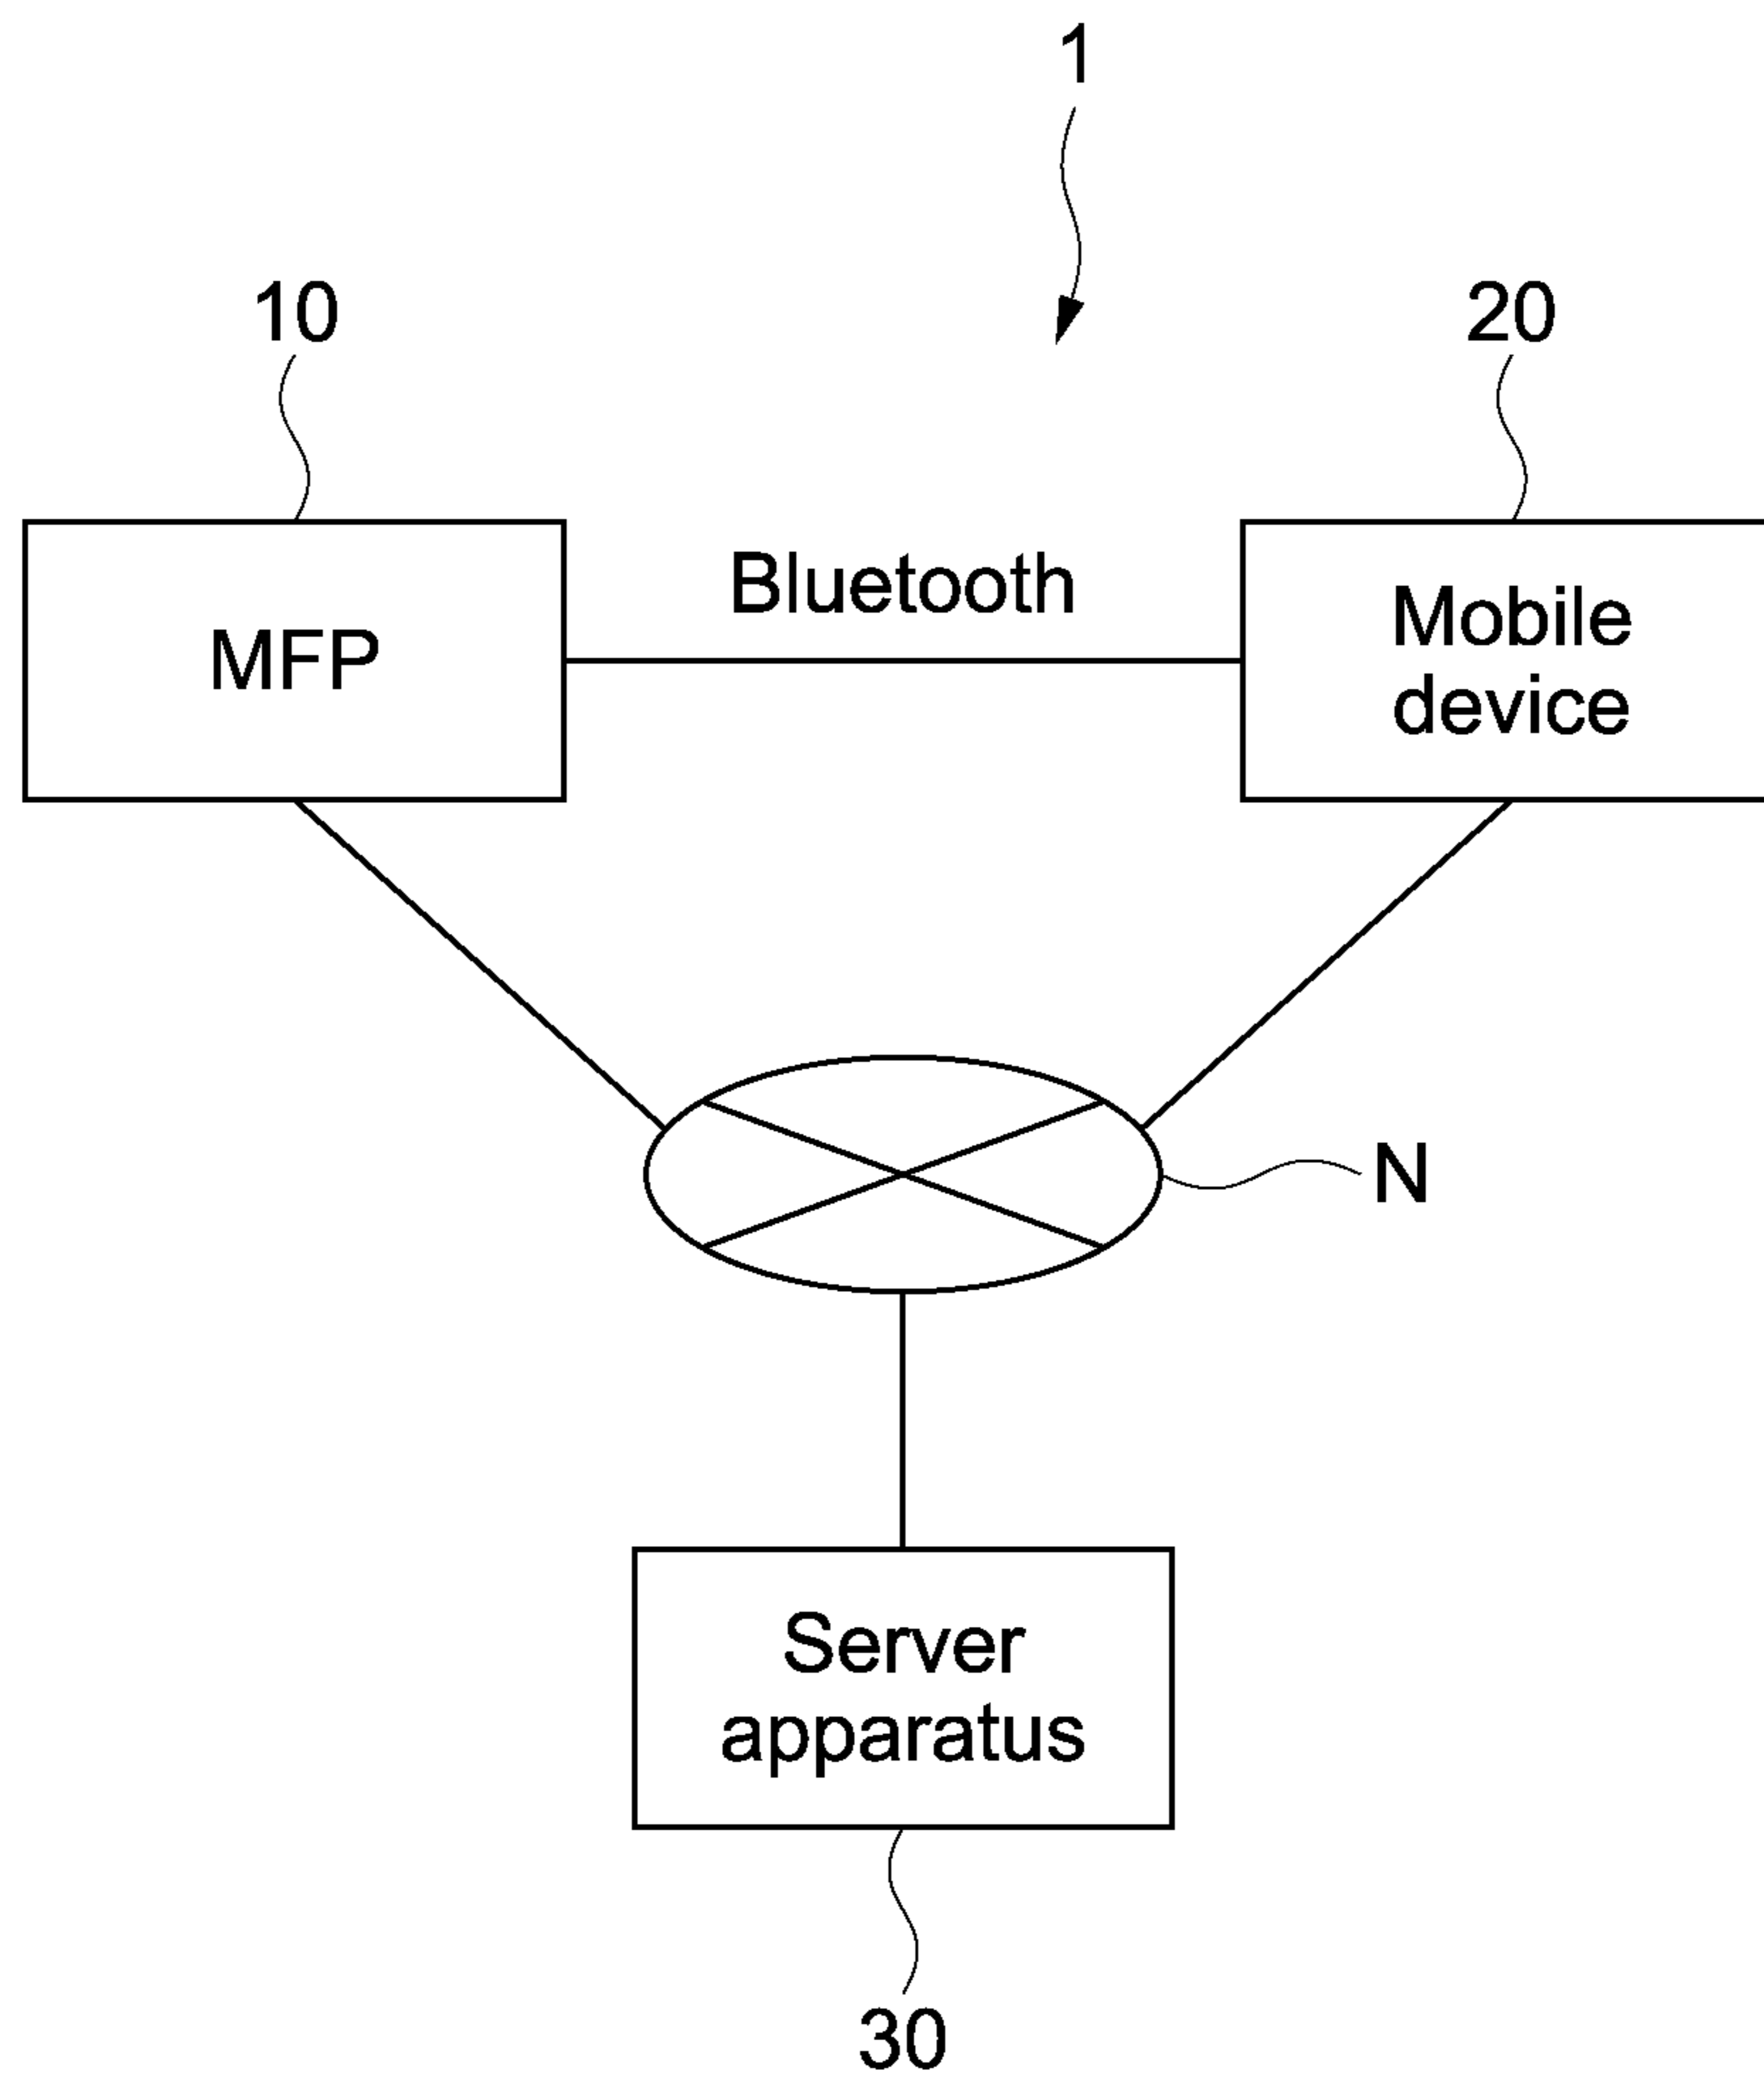 1
10
20
Bluetooth
MFP
Mobile
device
N
Server
apparatus
30